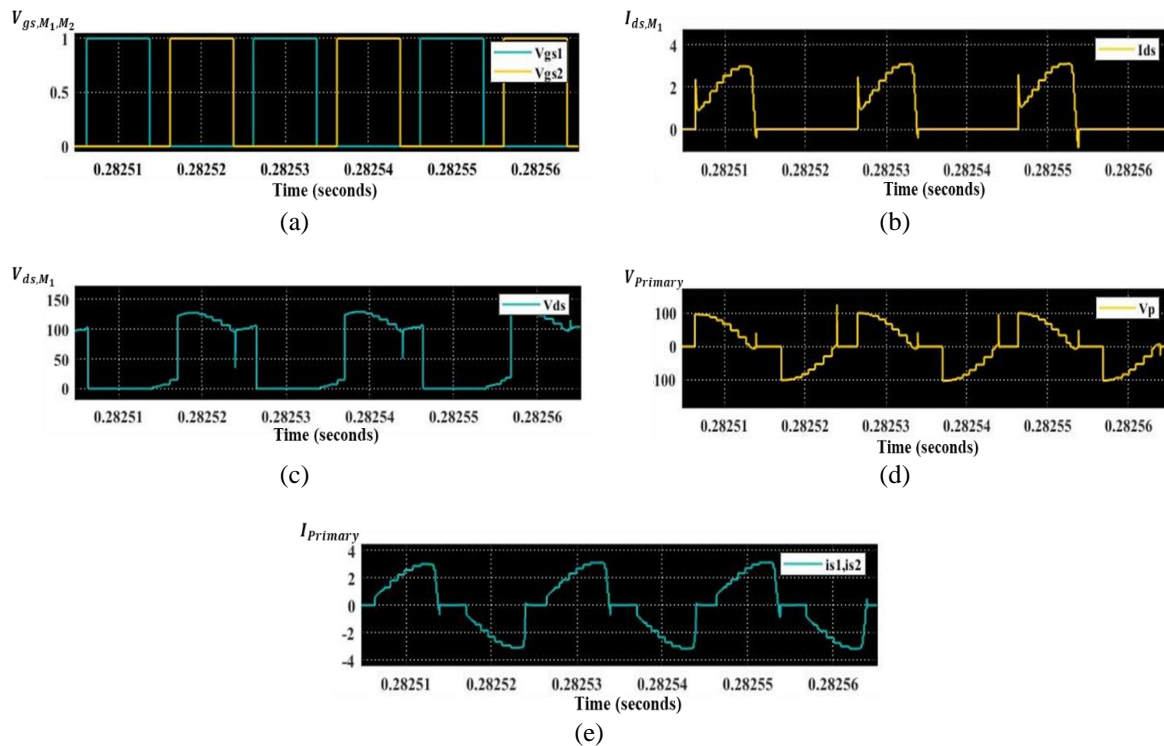 V_{gs,M_1,M_2}
1
0.5
0
Vgs1
Vgs2
0.28251 0.28252 0.28253 0.28254 0.28255 0.28256
Time (seconds)
(a)
I_{ds,M_1}
4
2
0
Ids
0.28251 0.28252 0.28253 0.28254 0.28255 0.28256
Time (seconds)
(b)
V_{ds,M_1}
150
100
50
0
Vds
0.28251 0.28252 0.28253 0.28254 0.28255 0.28256
Time (seconds)
(c)
V_{Primary}
100
0
100
Vp
0.28251 0.28252 0.28253 0.28254 0.28255 0.28256
Time (seconds)
(d)
I_{Primary}
4
2
0
-2
-4
is1,is2
0.28251 0.28252 0.28253 0.28254 0.28255 0.28256
Time (seconds)
(e)